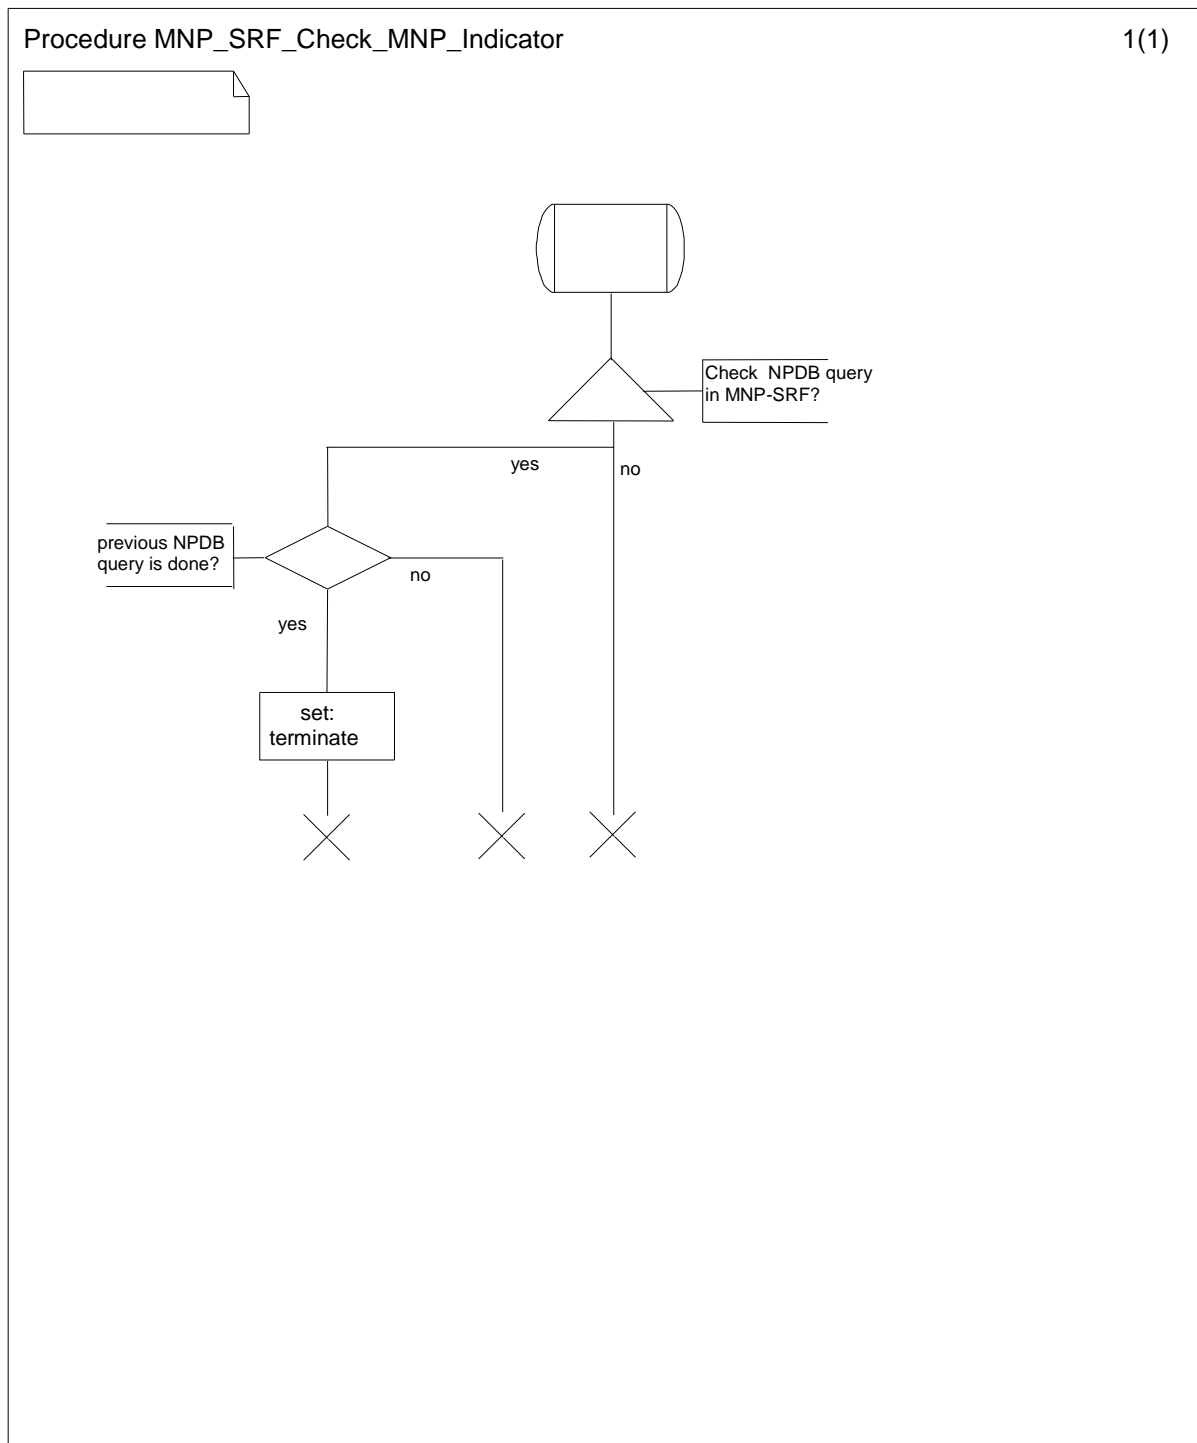 Procedure MNP_SRF_Check_MNP_Indicator 1(1)
Check NPDB query
in MNP-SRF?
yes
no
previous NPDB
query is done?
no
yes
set:
terminate